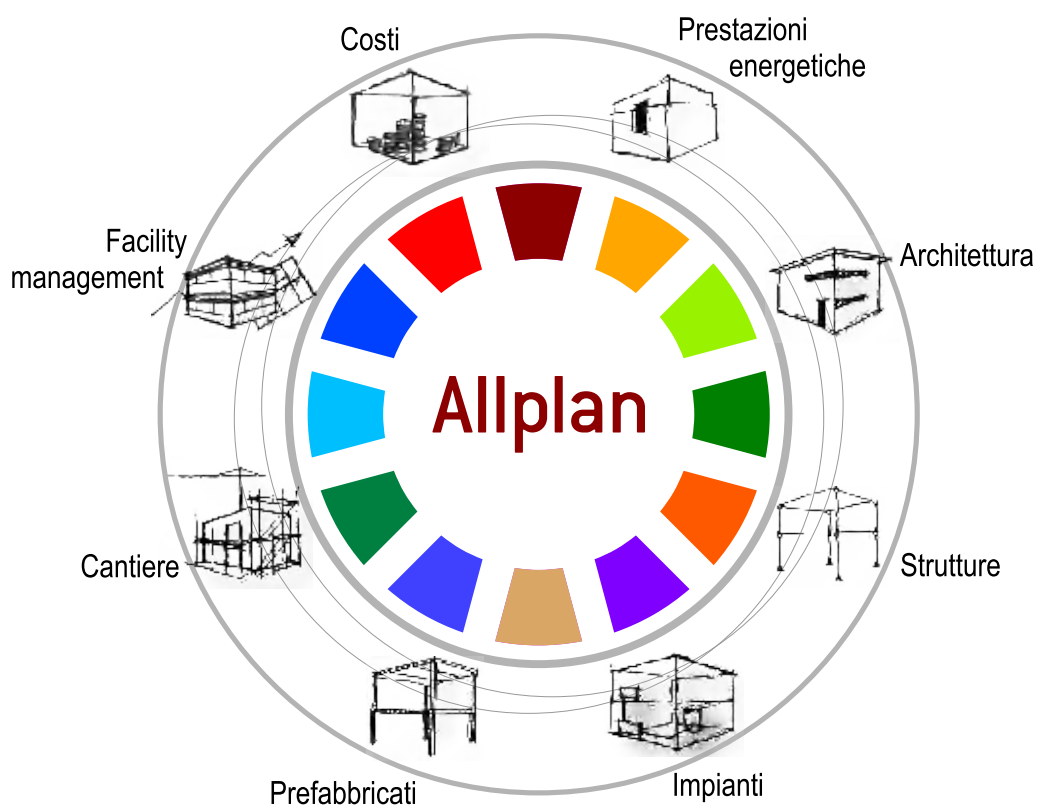 Costi
Prestazioni
energetiche
Facility
management
Architettura
Allplan
Cantiere
Strutture
Prefabbricati
Impianti